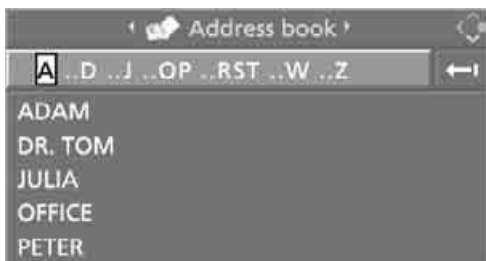 Address book
A ..D ..J ..OP ..RST ..W ..Z
ADAM
DR. TOM
JULIA
OFFICE
PETER